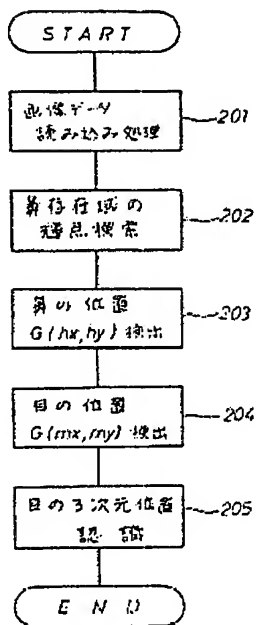 START
画像データ
読み込み処理
201
鼻存在域の
輝点検索
202
鼻の位置
G(hx,hy)検出
203
目の位置
G(mx,my)検出
204
目の3次元位置
認識
205
END